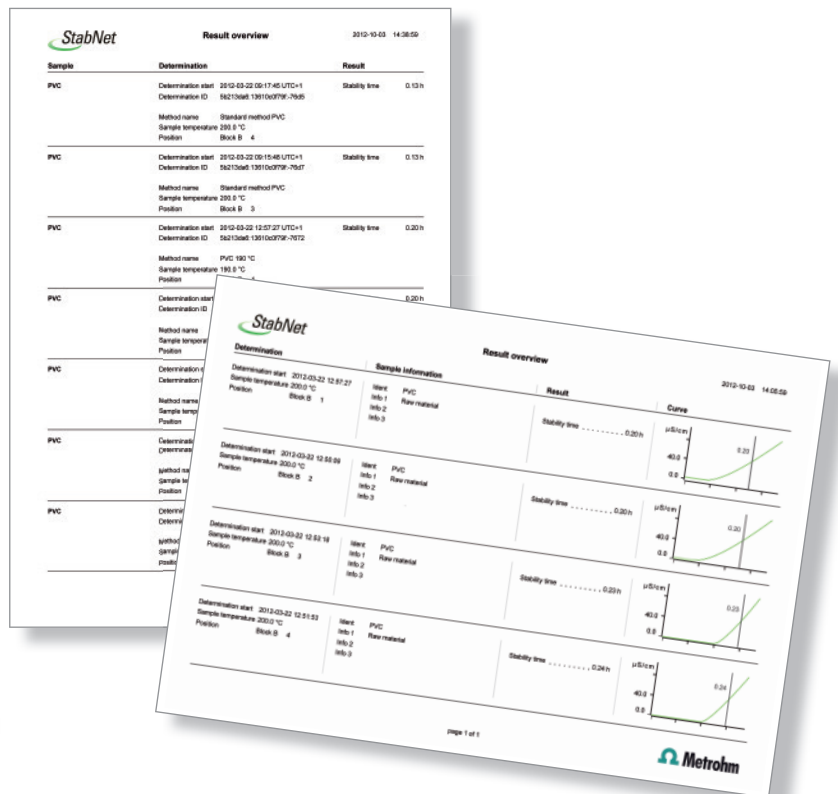 StabNet Result overview 2012-10-03 14:38:59
Sample Determination Result
PVC Determination start 2012-03-22 09:17:45 UTC+1 Stability time 0.13 h
Determination ID
Method name Standard method PVC
Sample temperature 200.0 °C
Position Block B 4
PVC Determination start 2012-03-22 09:15:46 UTC+1 Stability time 0.13 h
Determination ID
Method name Standard method PVC
Sample temperature 200.0 °C
Position Block B 3
PVC Determination start 2012-03-22 12:57:27 UTC+1 Stability time 0.20 h
Determination ID
Method name PVC 190 °C
Sample temperature 190.0 °C
Position
PVC Determination start 0.20 h
Determination ID
Method name
Position
PVC
Method name
Position
PVC
Position
PVC
StabNet
Result overview
2012-10-03
Determination Sample information Result Curve
Determination start 2012-03-22 12:57:27
Sample temperature 200.0 °C
Position Block B 1
Ident PVC
Info 1 Raw material
Info 2
Info 3
Stability time . . . . . . . . . 0.20 h
µS/cm
0.20
40.0
0.0
Determination start 2012-03-22
Sample temperature 200.0 °C
Position Block B 2
Ident PVC
Info 1 Raw material
Info 2
Info 3
Stability time . . . . . . . . . 0.20 h
µS/cm
0.20
40.0
0.0
Determination start 2012-03-22
Sample temperature 200.0 °C
Position Block B 3
Ident PVC
Info 1 Raw material
Info 2
Info 3
Stability time . . . . . . . . . 0.23 h
µS/cm
0.23
40.0
0.0
Determination start 2012-03-22 12:51:53
Sample temperature 200.0 °C
Position Block B 4
Ident PVC
Info 1 Raw material
Info 2
Info 3
Stability time . . . . . . . . . 0.24 h
µS/cm
0.24
40.0
0.0
page 1 of 1
Metrohm